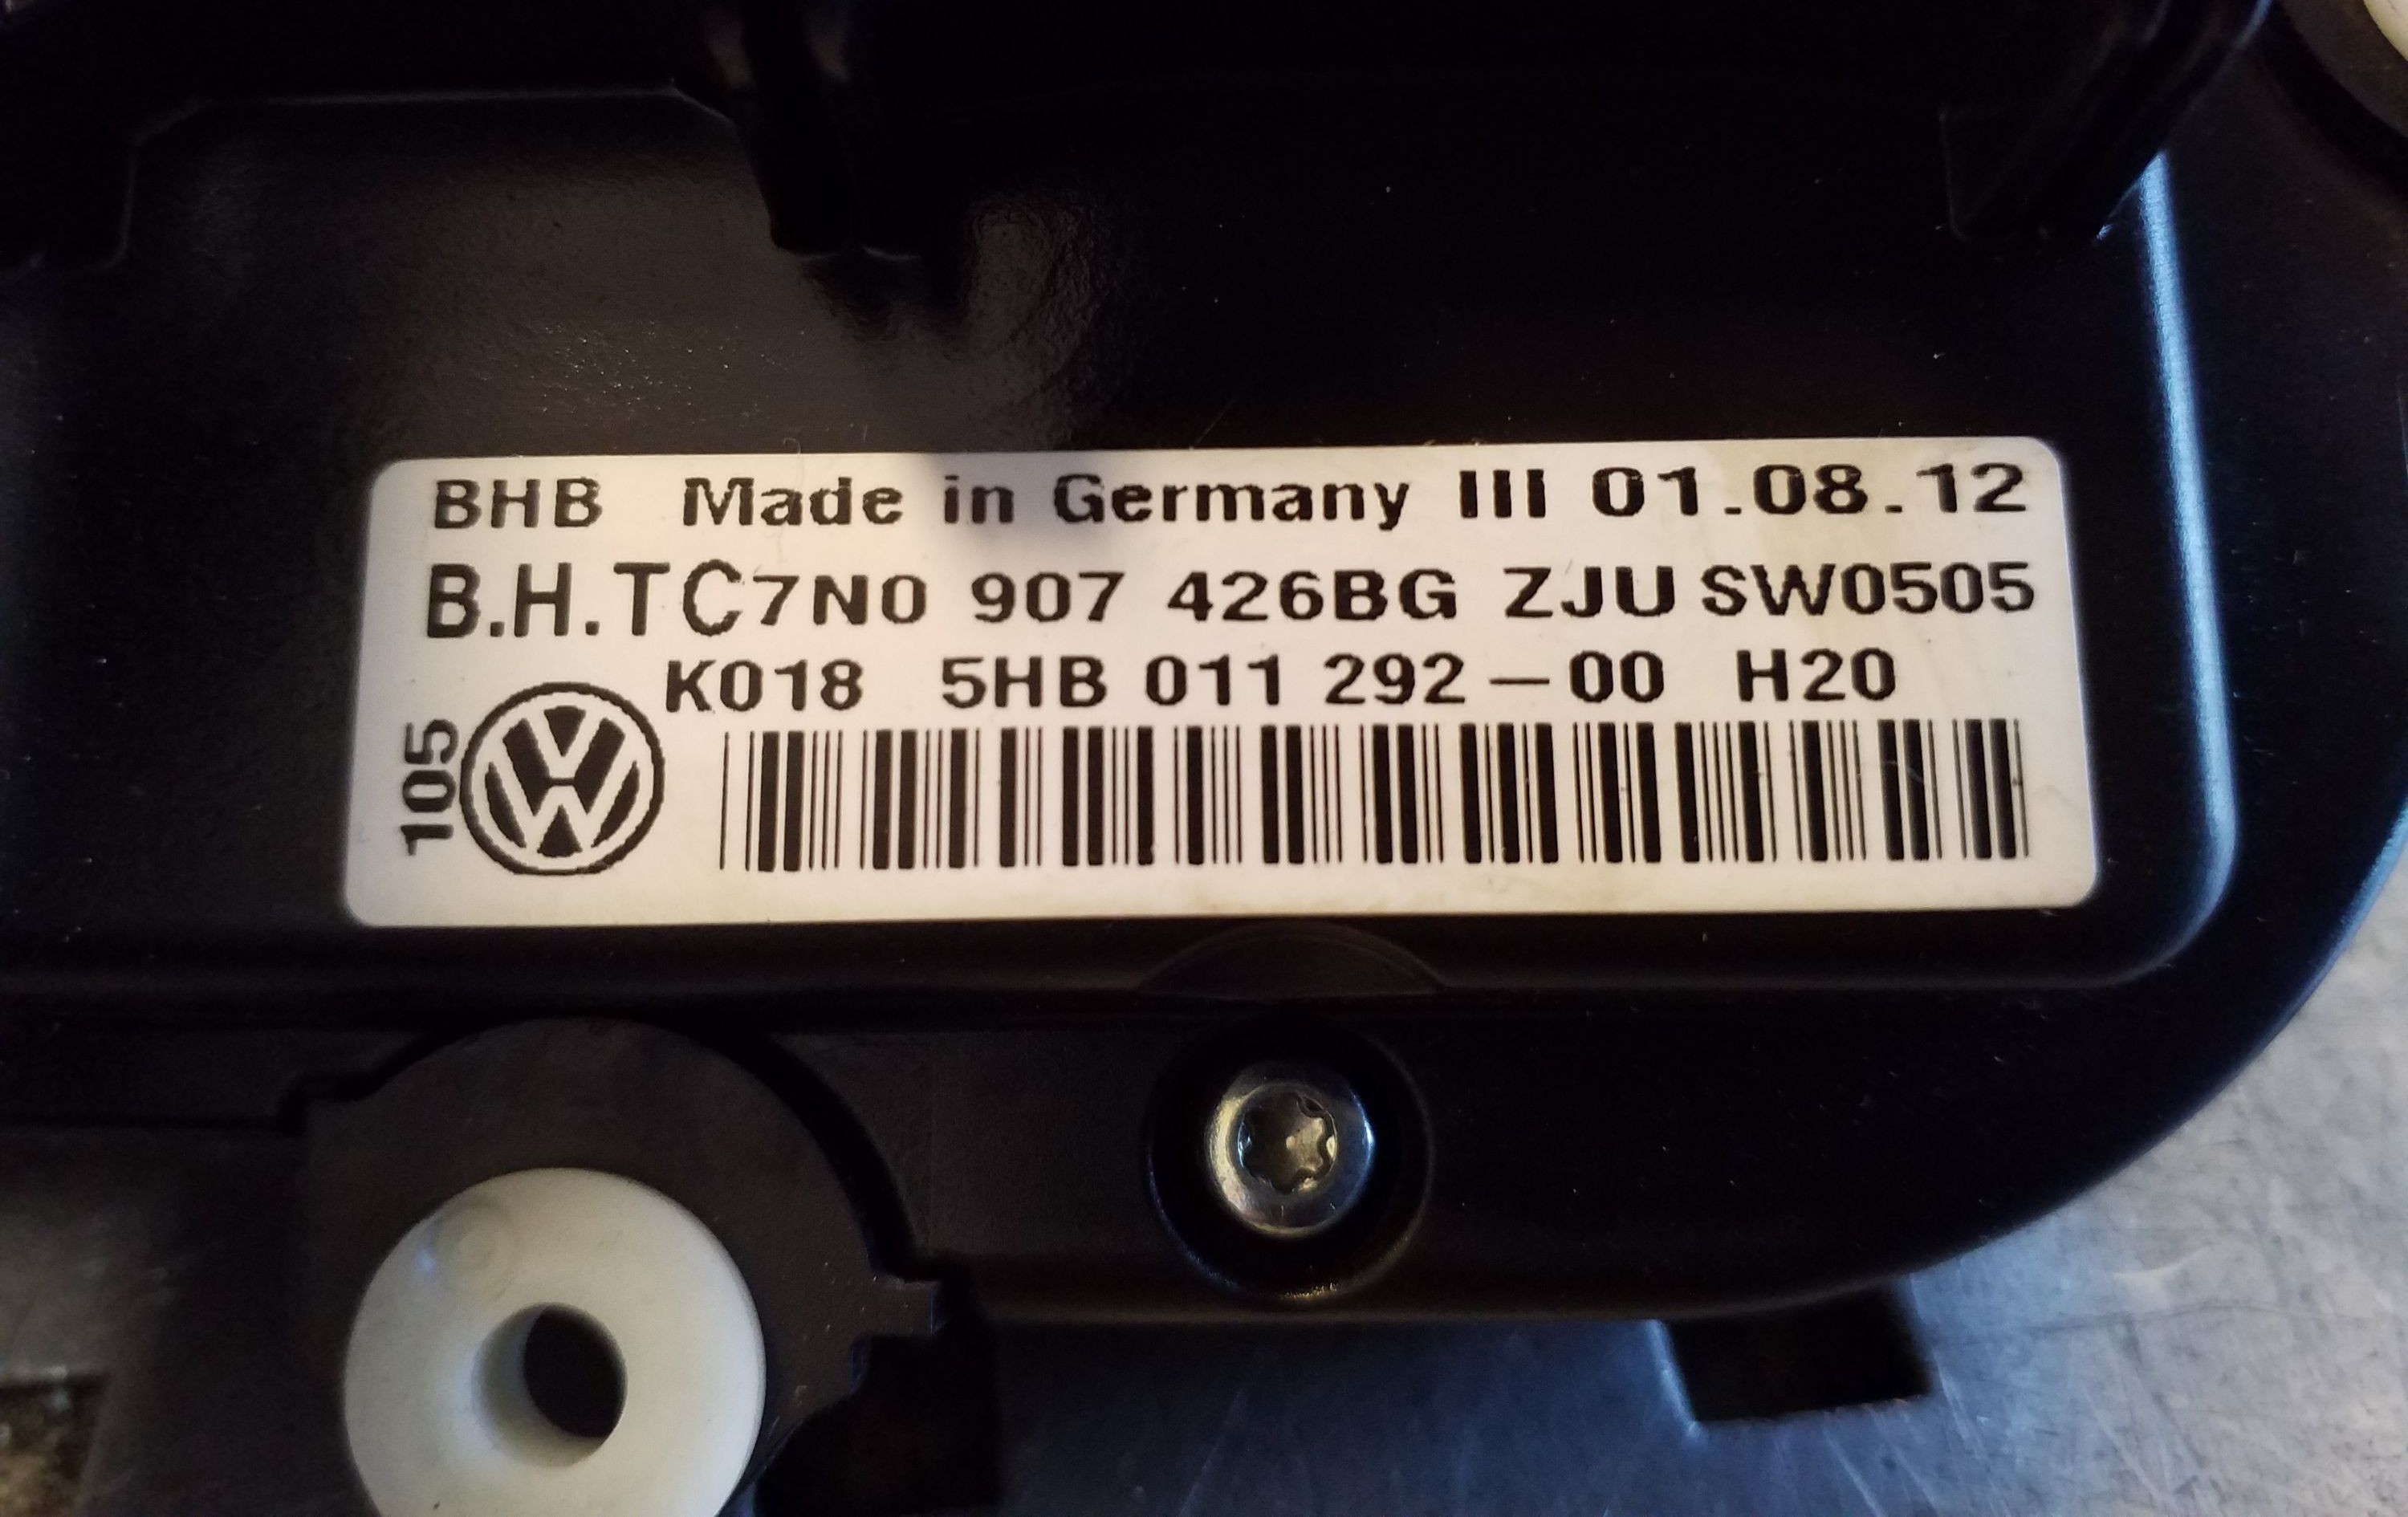 BHB Made in Germany III 01.08.12
B.H.TC7N0 907 426BG ZJU SW0505
K018 5HB 011 292-00 H20
105